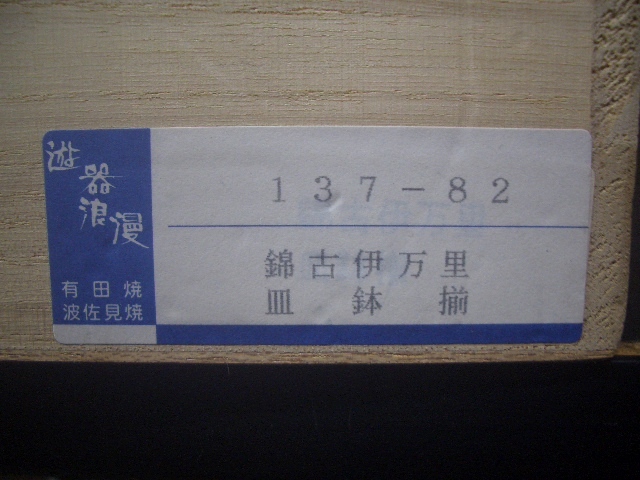 遊器浪漫
有田焼
波佐見焼
137-82
錦古伊万里
皿鉢揃